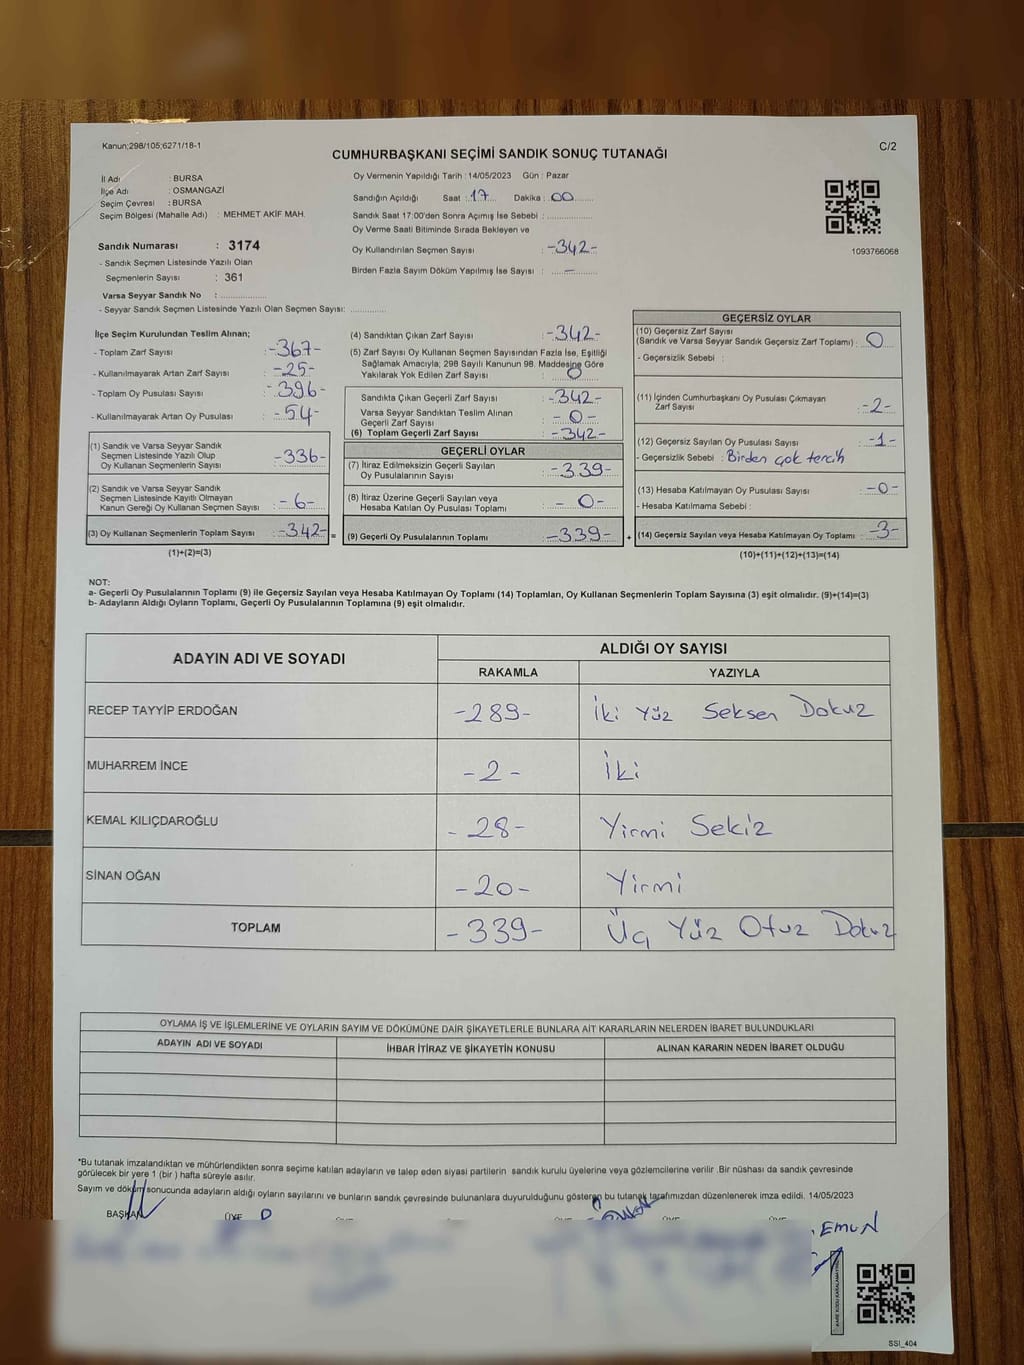 Kanun;298/105;6271/18-1
C/2
CUMHURBAŞKANI SEÇİMİ SANDIK SONUÇ TUTANAĞI
İl Adı : BURSA
İlçe Adı : OSMANGAZİ
Seçim Çevresi : BURSA
Seçim Bölgesi (Mahalle Adı) : MEHMET AKİF MAH.
Oy Vermenin Yapıldığı Tarih : 14/05/2023 Gün : Pazar
Sandığın Açıldığı Saat : 17 Dakika : 00
Sandık Saat 17:00'den Sonra Açımış İse Sebebi :
Oy Verme Saati Bitiminde Sırada Bekleyen ve
Oy Kullandırılan Seçmen Sayısı : -342-
Birden Fazla Sayım Döküm Yapılmış İse Sayısı : -
1093766068
Sandık Numarası : 3174
- Sandık Seçmen Listesinde Yazılı Olan
Seçmenlerin Sayısı : 361
Varsa Seyyar Sandık No :
- Seyyar Sandık Seçmen Listesinde Yazılı Olan Seçmen Sayısı:
İlçe Seçim Kurulundan Teslim Alınan;
- Toplam Zarf Sayısı : -367-
- Kullanılmayarak Artan Zarf Sayısı : -25-
- Toplam Oy Pusulası Sayısı : -396-
- Kullanılmayarak Artan Oy Pusulası : -54-
(1) Sandık ve Varsa Seyyar Sandık
Seçmen Listesinde Yazılı Olup
Oy Kullanan Seçmenlerin Sayısı : -336-
(2) Sandık ve Varsa Seyyar Sandık
Seçmen Listesinde Kayıtlı Olmayan
Kanun Gereği Oy Kullanan Seçmen Sayısı : -6-
(3) Oy Kullanan Seçmenlerin Toplam Sayısı : -342- =
(1)+(2)=(3)
(4) Sandıktan Çıkan Zarf Sayısı : -342-
(5) Zarf Sayısı Oy Kullanan Seçmen Sayısından Fazla İse, Eşitliği
Sağlamak Amacıyla, 298 Sayılı Kanunun 98. Maddesine Göre
Yakılarak Yok Edilen Zarf Sayısı : 0
Sandıkta Çıkan Geçerli Zarf Sayısı : -342-
Varsa Seyyar Sandıktan Teslim Alınan
Geçerli Zarf Sayısı : -0-
(6) Toplam Geçerli Zarf Sayısı : -342-
GEÇERLİ OYLAR
(7) İtiraz Edilmeksizin Geçerli Sayılan
Oy Pusulalarının Sayısı : -339-
(8) İtiraz Üzerine Geçerli Sayılan veya
Hesaba Katılan Oy Pusulası Toplamı : -0-
(9) Geçerli Oy Pusulalarının Toplamı : -339- +
GEÇERSİZ OYLAR
(10) Geçersiz Zarf Sayısı
(Sandık ve Varsa Seyyar Sandık Geçersiz Zarf Toplamı) : 0
- Geçersizlik Sebebi :
(11) İçinden Cumhurbaşkanı Oy Pusulası Çıkmayan
Zarf Sayısı : -2-
(12) Geçersiz Sayılan Oy Pusulası Sayısı : -1-
- Geçersizlik Sebebi : Birden çok tercih
(13) Hesaba Katılmayan Oy Pusulası Sayısı : -0-
- Hesaba Katılmama Sebebi :
(14) Geçersiz Sayılan veya Hesaba Katılmayan Oy Toplamı : -3-
(10)+(11)+(12)+(13)=(14)
NOT:
a- Geçerli Oy Pusulalarının Toplamı (9) ile Geçersiz Sayılan veya Hesaba Katılmayan Oy Toplamı (14) Toplamları, Oy Kullanan Seçmenlerin Toplam Sayısına (3) eşit olmalıdır. (9)+(14)=(3)
b- Adayların Aldığı Oyların Toplamı, Geçerli Oy Pusulalarının Toplamına (9) eşit olmalıdır.
ADAYIN ADI VE SOYADI ALDIĞI OY SAYISI
RAKAMLA YAZIYLA
RECEP TAYYİP ERDOĞAN -289- İki Yüz Seksen Dokuz
MUHARREM İNCE -2- İki
KEMAL KILIÇDAROĞLU -28- Yirmi Sekiz
SİNAN OĞAN -20- Yirmi
TOPLAM -339- Üç Yüz Otuz Dokuz
OYLAMA İŞ VE İŞLEMLERİNE VE OYLARIN SAYIM VE DÖKÜMÜNE DAİR ŞİKAYETLERLE BUNLARA AİT KARARLARIN NELERDEN İBARET BULUNDUKLARI
ADAYIN ADI VE SOYADI İHBAR İTİRAZ VE ŞİKAYETİN KONUSU ALINAN KARARIN NEDEN İBARET OLDUĞU
*Bu tutanak imzalandıktan ve mühürlendikten sonra seçime katılan adayların ve talep eden siyasi partilerin sandık kurulu üyelerine veya gözlemcilerine verilir .Bir nüshası da sandık çevresinde
görülecek bir yere 1 (bir ) hafta süreyle asılır.
Sayım ve döküm sonucunda adayların aldığı oyların sayılarını ve bunların sandık çevresinde bulunanlara duyurulduğunu gösteren bu tutanak tarafımızdan düzenlenerek imza edildi. 14/05/2023
BAŞKAN ÜYE
EMUN
SSI_404